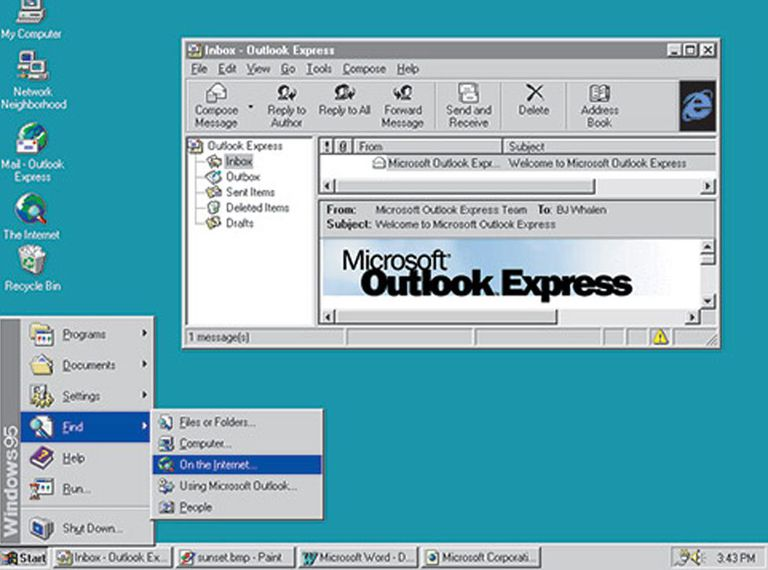 My Computer
Network
Neighborhood
Mail - Outlook
Express
The Internet
Recycle Bin
Inbox - Outlook Express
File Edit View Go Tools Compose Help
Compose
Message
Reply to
Author
Reply to All
Forward
Message
Send and
Receive
Delete
Address
Book
Outlook Express
Inbox
Outbox
Sent Items
Deleted Items
Drafts
! From Subject
Microsoft Outlook Expr... Welcome to Microsoft Outlook Express
From: Microsoft Outlook Express Team To: BJ Whalen
Subject: Welcome to Microsoft Outlook Express
Microsoft
Outlook Express
1 message(s)
Windows95
Programs
Documents
Settings
Find
Help
Run...
Shut Down...
Files or Folders...
Computer...
On the Internet...
Using Microsoft Outlook...
People
Start
Inbox - Outlook Ex...
sunset.bmp - Paint
Microsoft Word - D...
Microsoft Corporati...
3:43 PM